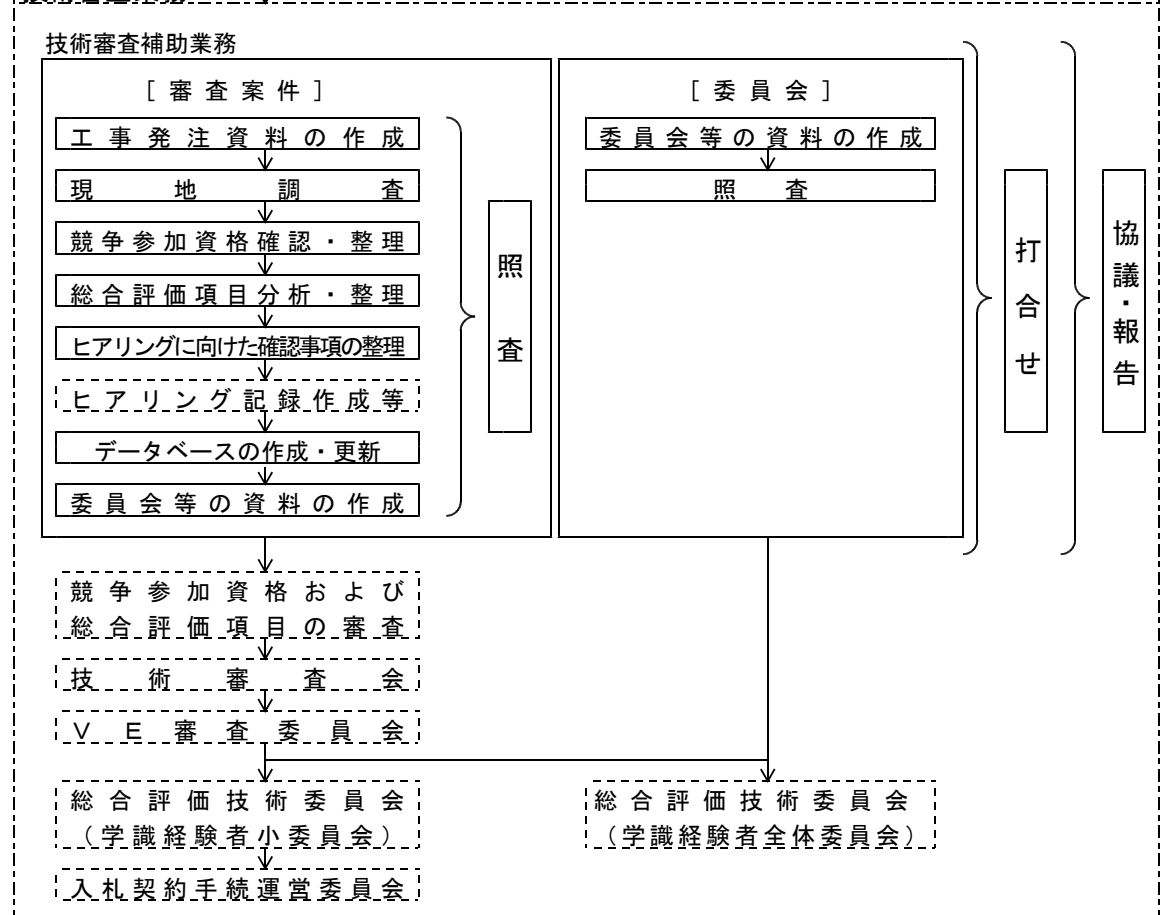 技術審査補助業務
[審査案件]
工事発注資料の作成
現地調査
競争参加資格確認・整理
総合評価項目分析・整理
ヒアリングに向けた確認事項の整理
ヒアリング記録作成等
データベースの作成・更新
委員会等の資料の作成
照査
[委員会]
委員会等の資料の作成
照査
打合せ
協議・報告
競争参加資格および
総合評価項目の審査
技術審査会
VE審査委員会
総合評価技術委員会
(学識経験者小委員会)
入札契約手続運営委員会
総合評価技術委員会
(学識経験者全体委員会)